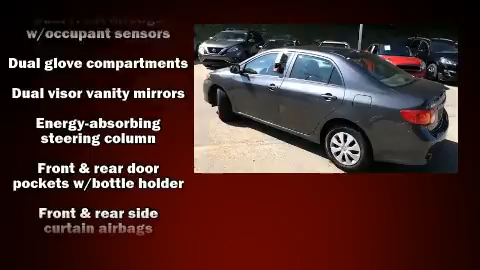 w/occupant sensors
Dual glove compartments
Dual visor vanity mirrors
Energy-absorbing
steering column
Front & rear door
pockets w/bottle holder
Front & rear side
curtain airbags